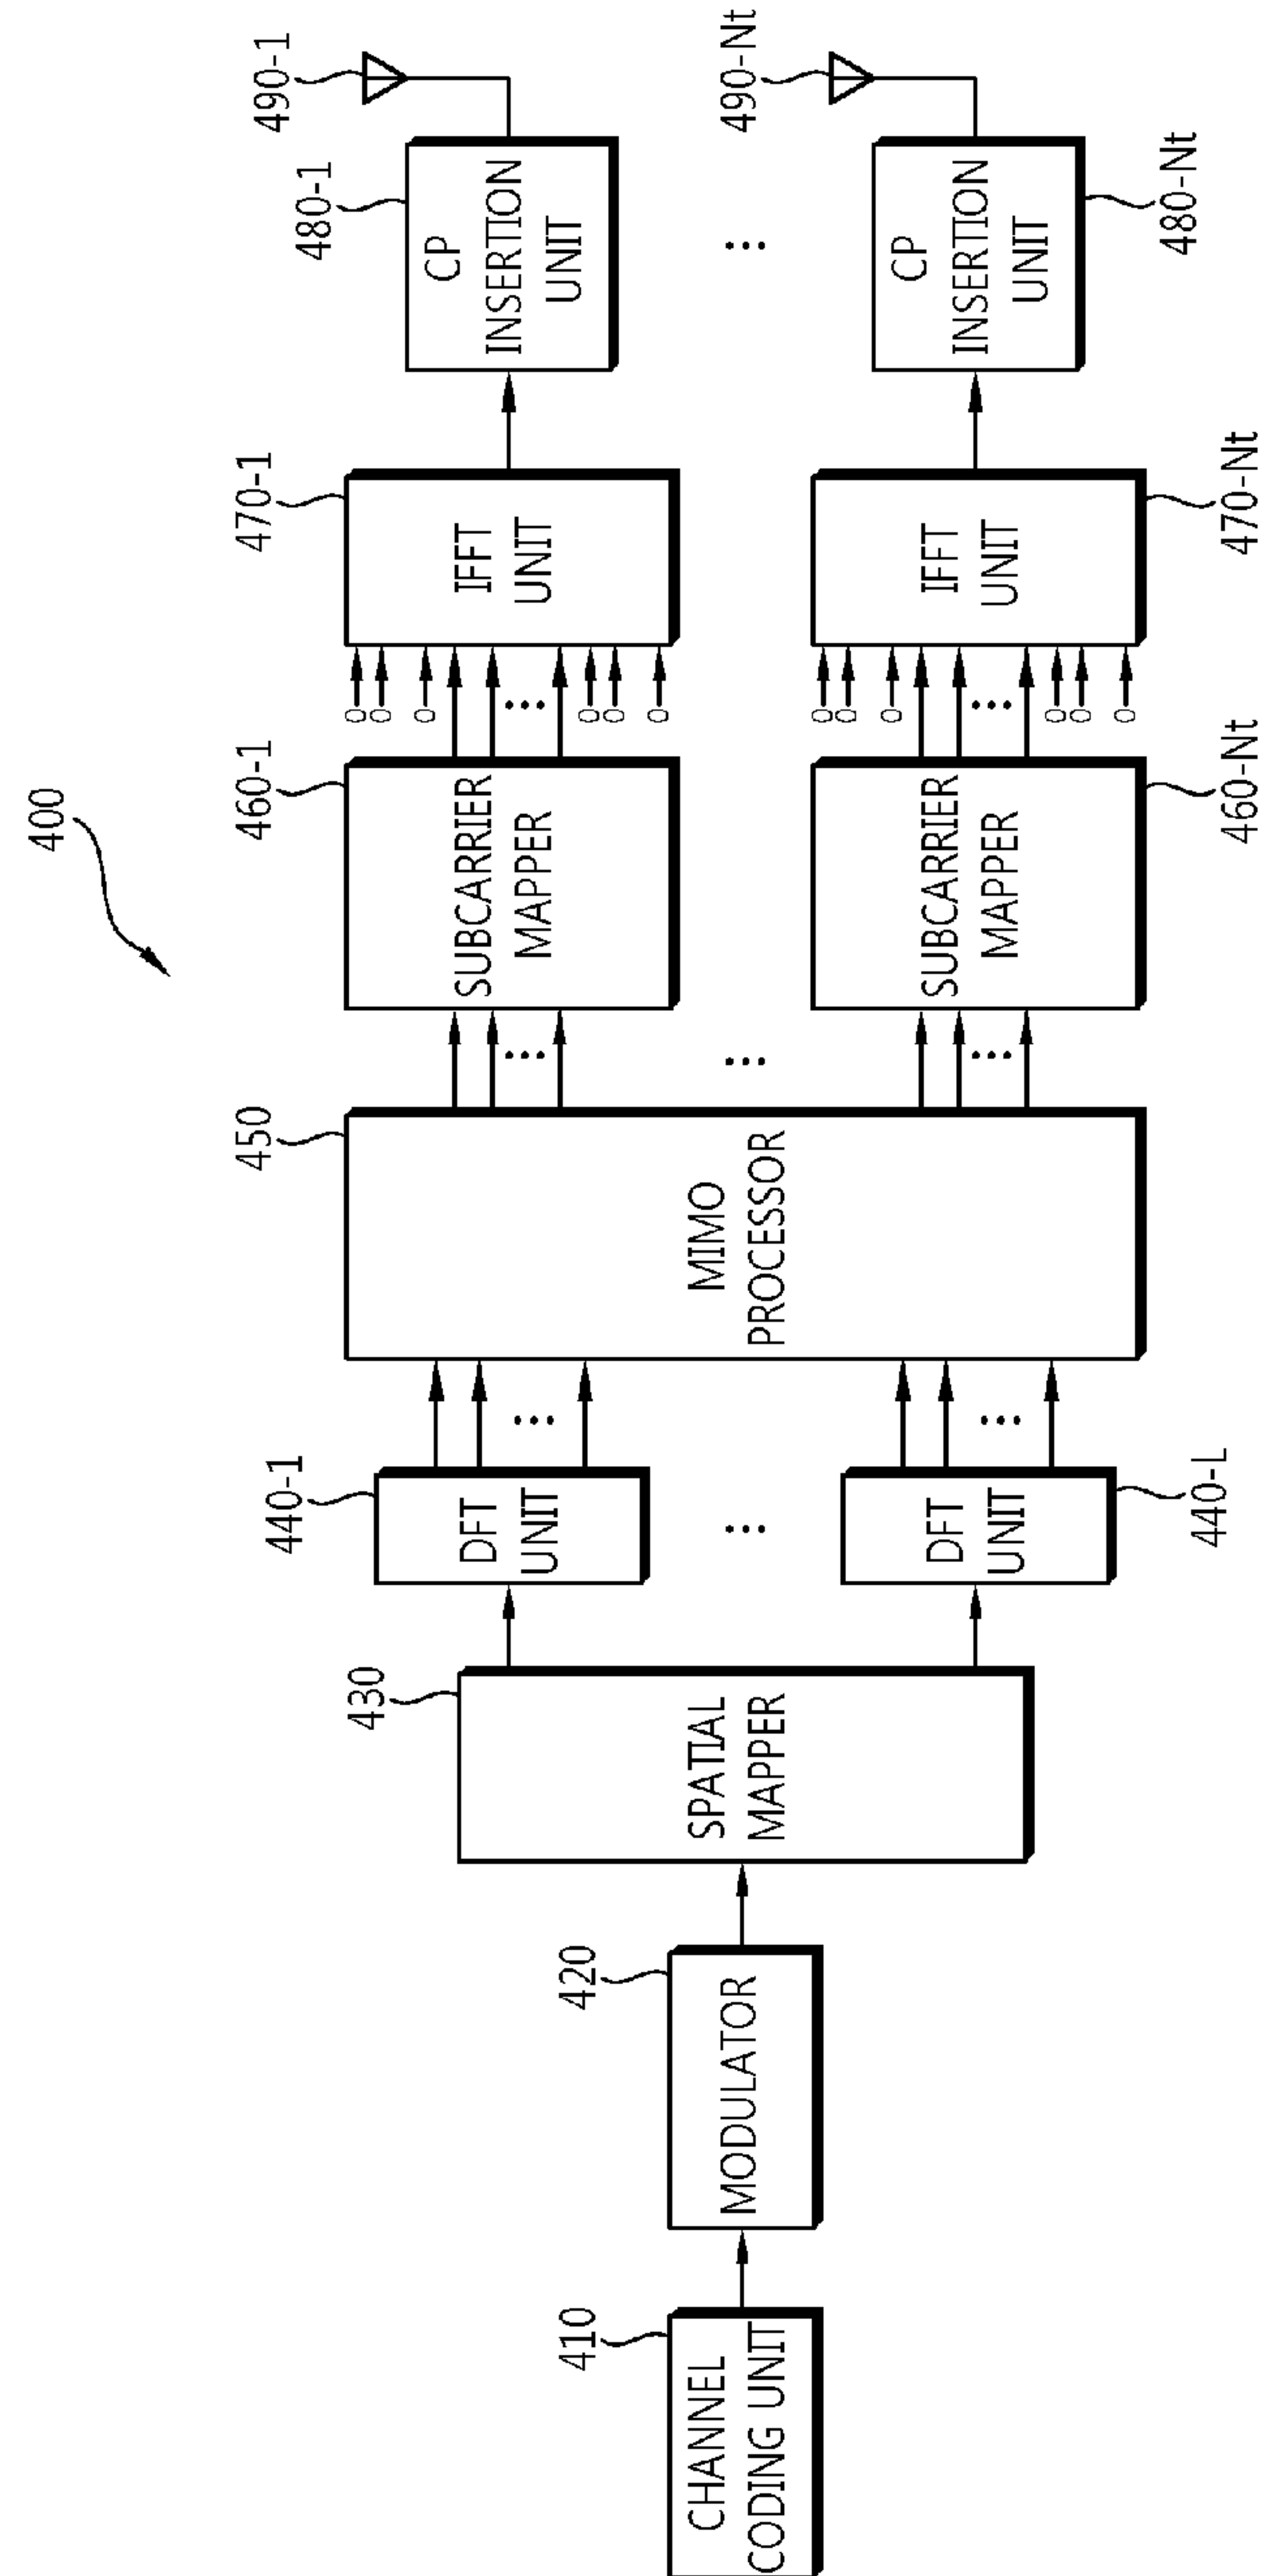 400
410
CHANNEL
CODING UNIT
420
MODULATOR
430
SPATIAL
MAPPER
440-1
DFT
UNIT
...
DFT
UNIT
440-L
...
...
450
MIMO
PROCESSOR
...
...
...
460-1
SUBCARRIER
MAPPER
SUBCARRIER
MAPPER
460-Nt
0
0
0
...
0
0
0
0
0
0
...
0
0
0
470-1
IFFT
UNIT
IFFT
UNIT
470-Nt
480-1
CP
INSERTION
UNIT
...
CP
INSERTION
UNIT
480-Nt
490-1
490-Nt